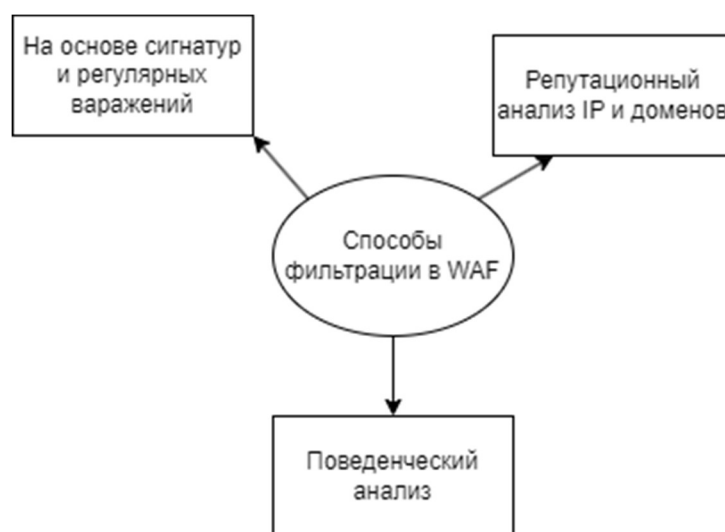 На основе сигнатур
и регулярных
варажений
Репутационный
анализ IP и доменов
Способы
фильтрации в WAF
Поведенческий
анализ